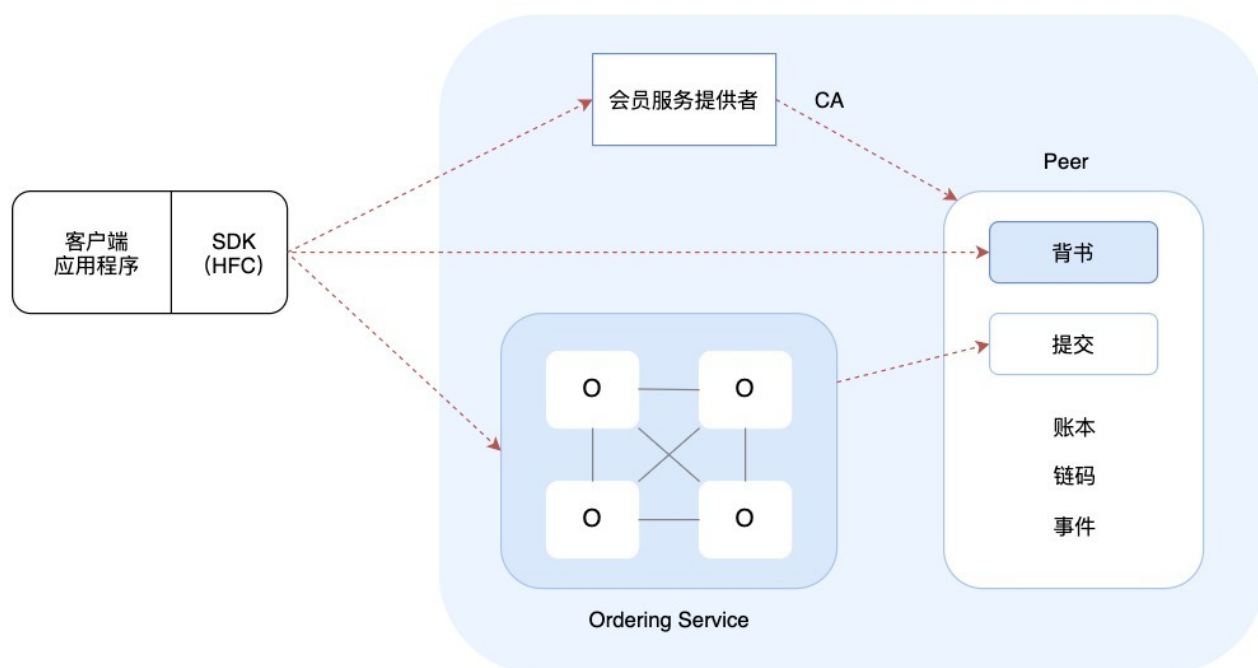 会员服务提供者
CA
Peer
客户端
应用程序
SDK
(HFC)
背书
提交
O
O
O
O
账本
链码
事件
Ordering Service